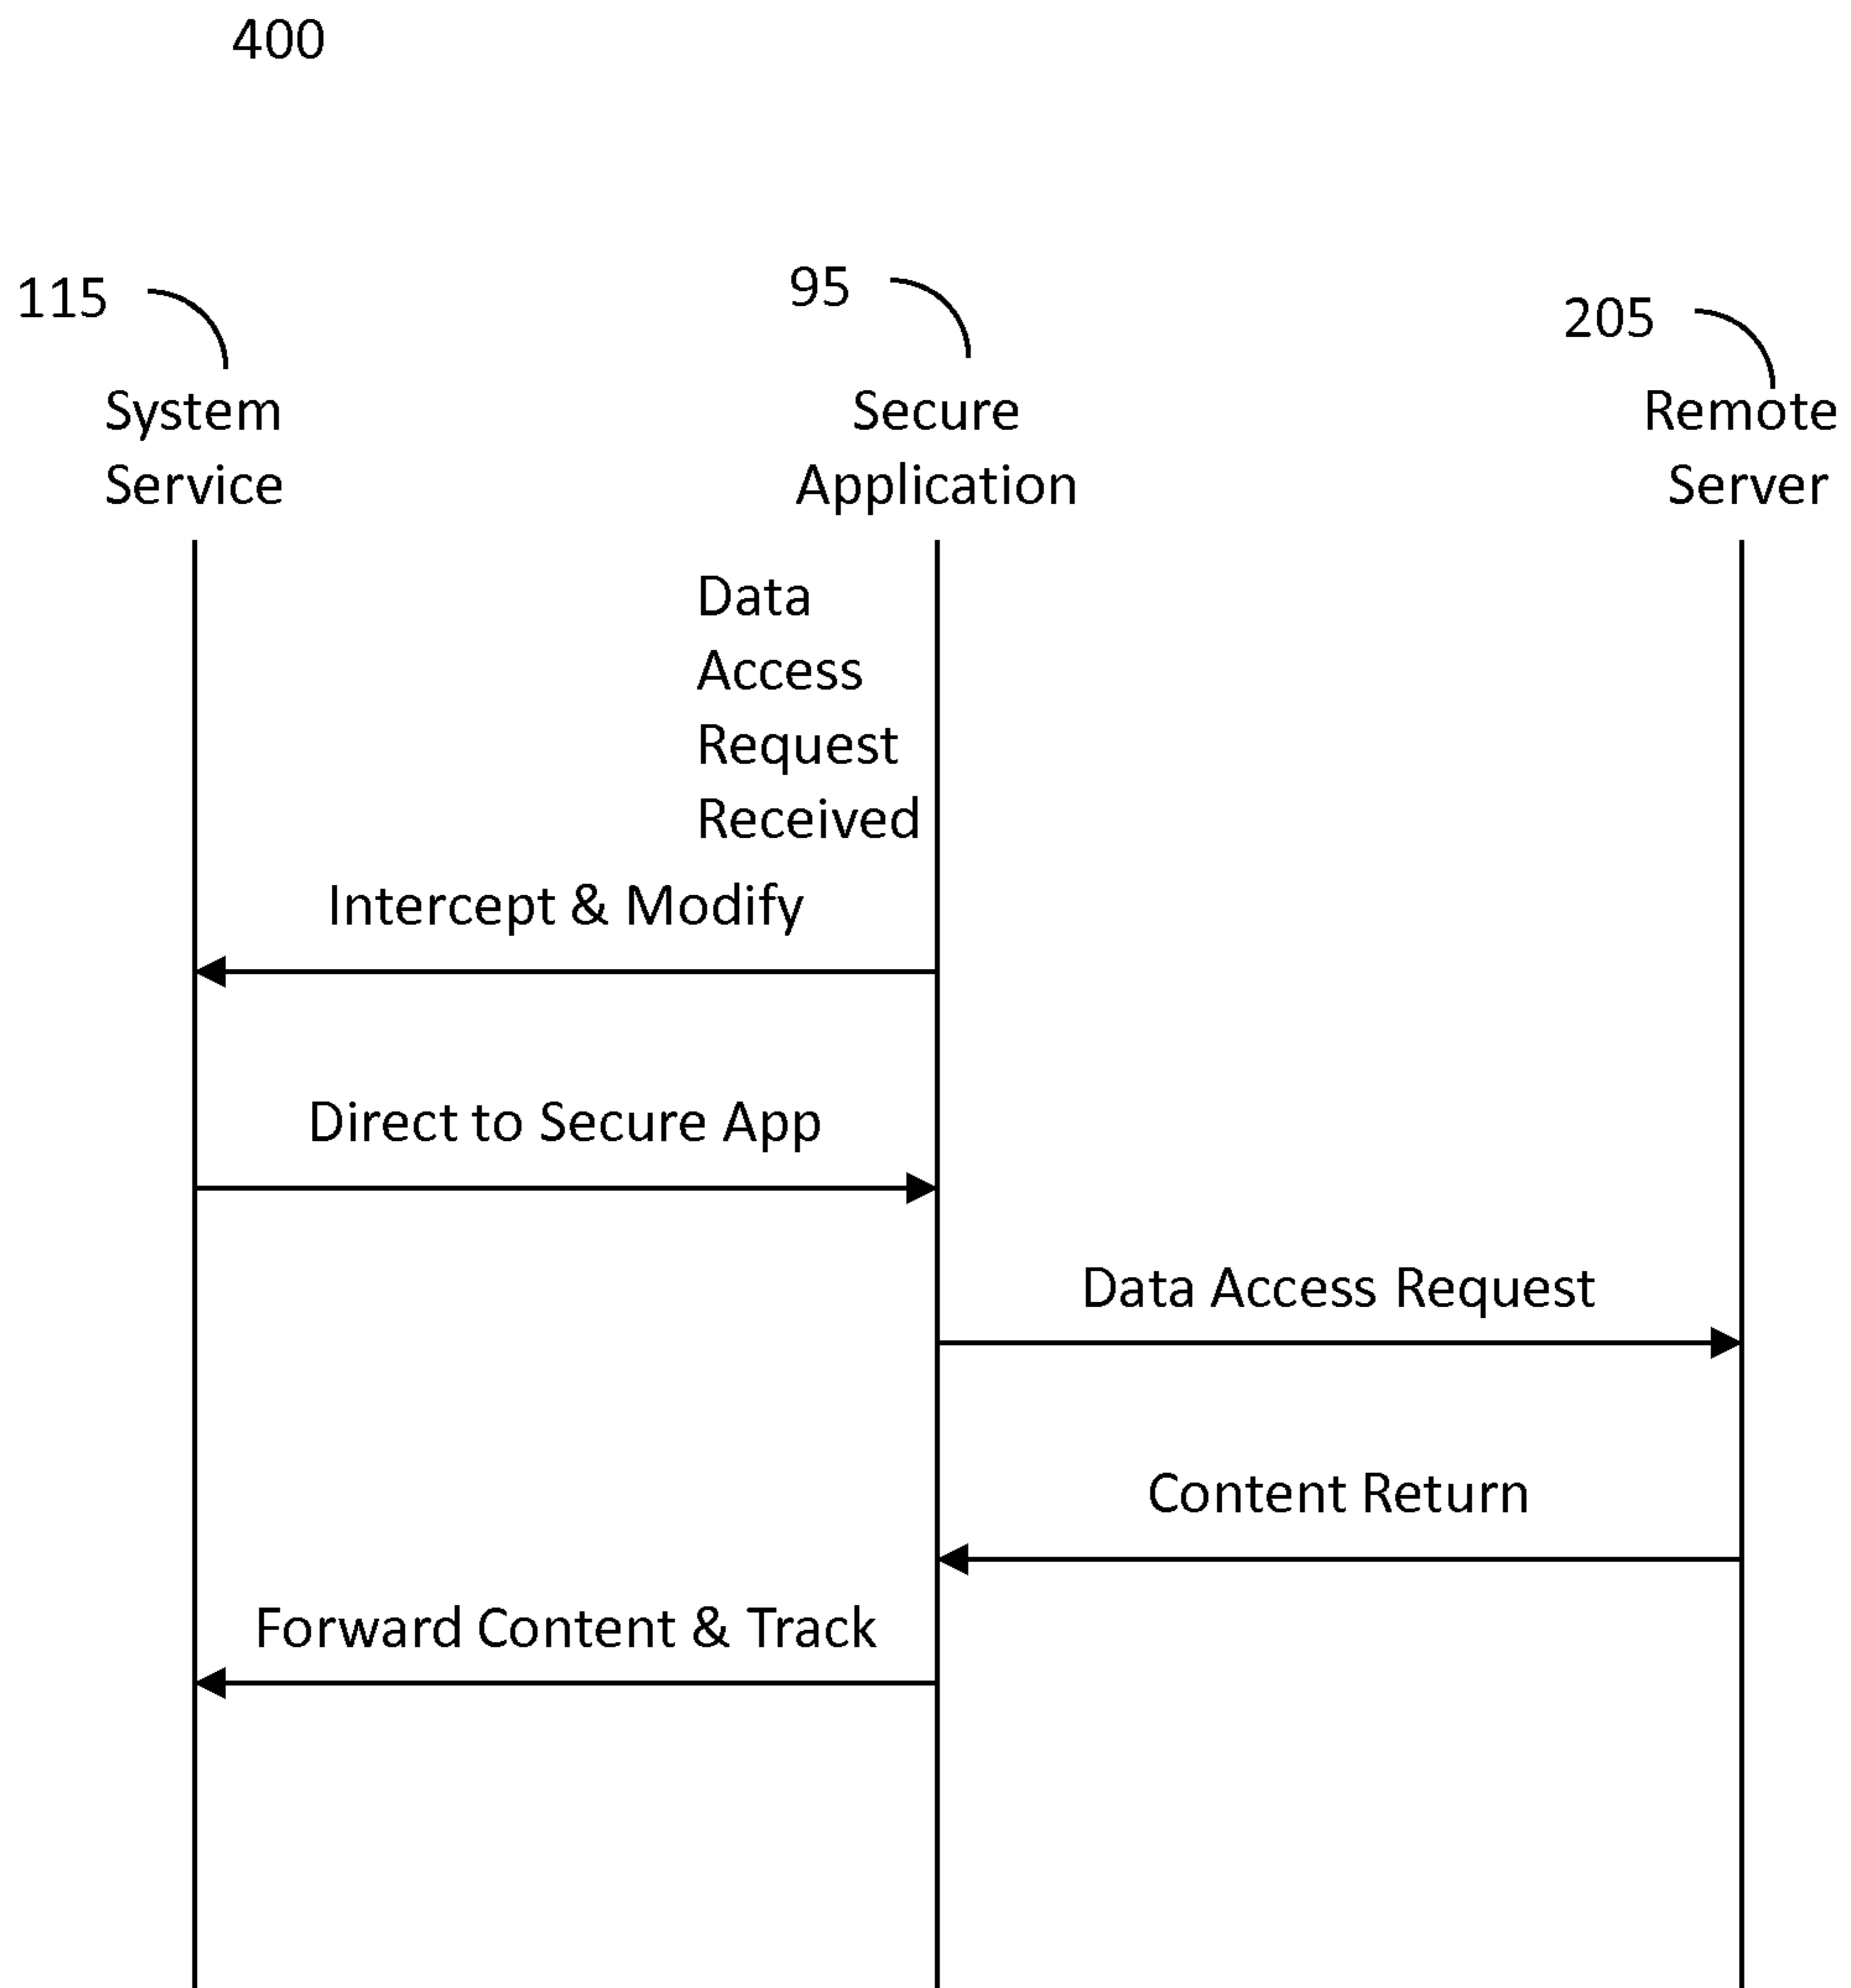 400
115
95
205
System
Service
Secure
Application
Remote
Server
Data
Access
Request
Received
Intercept & Modify
Direct to Secure App
Data Access Request
Content Return
Forward Content & Track